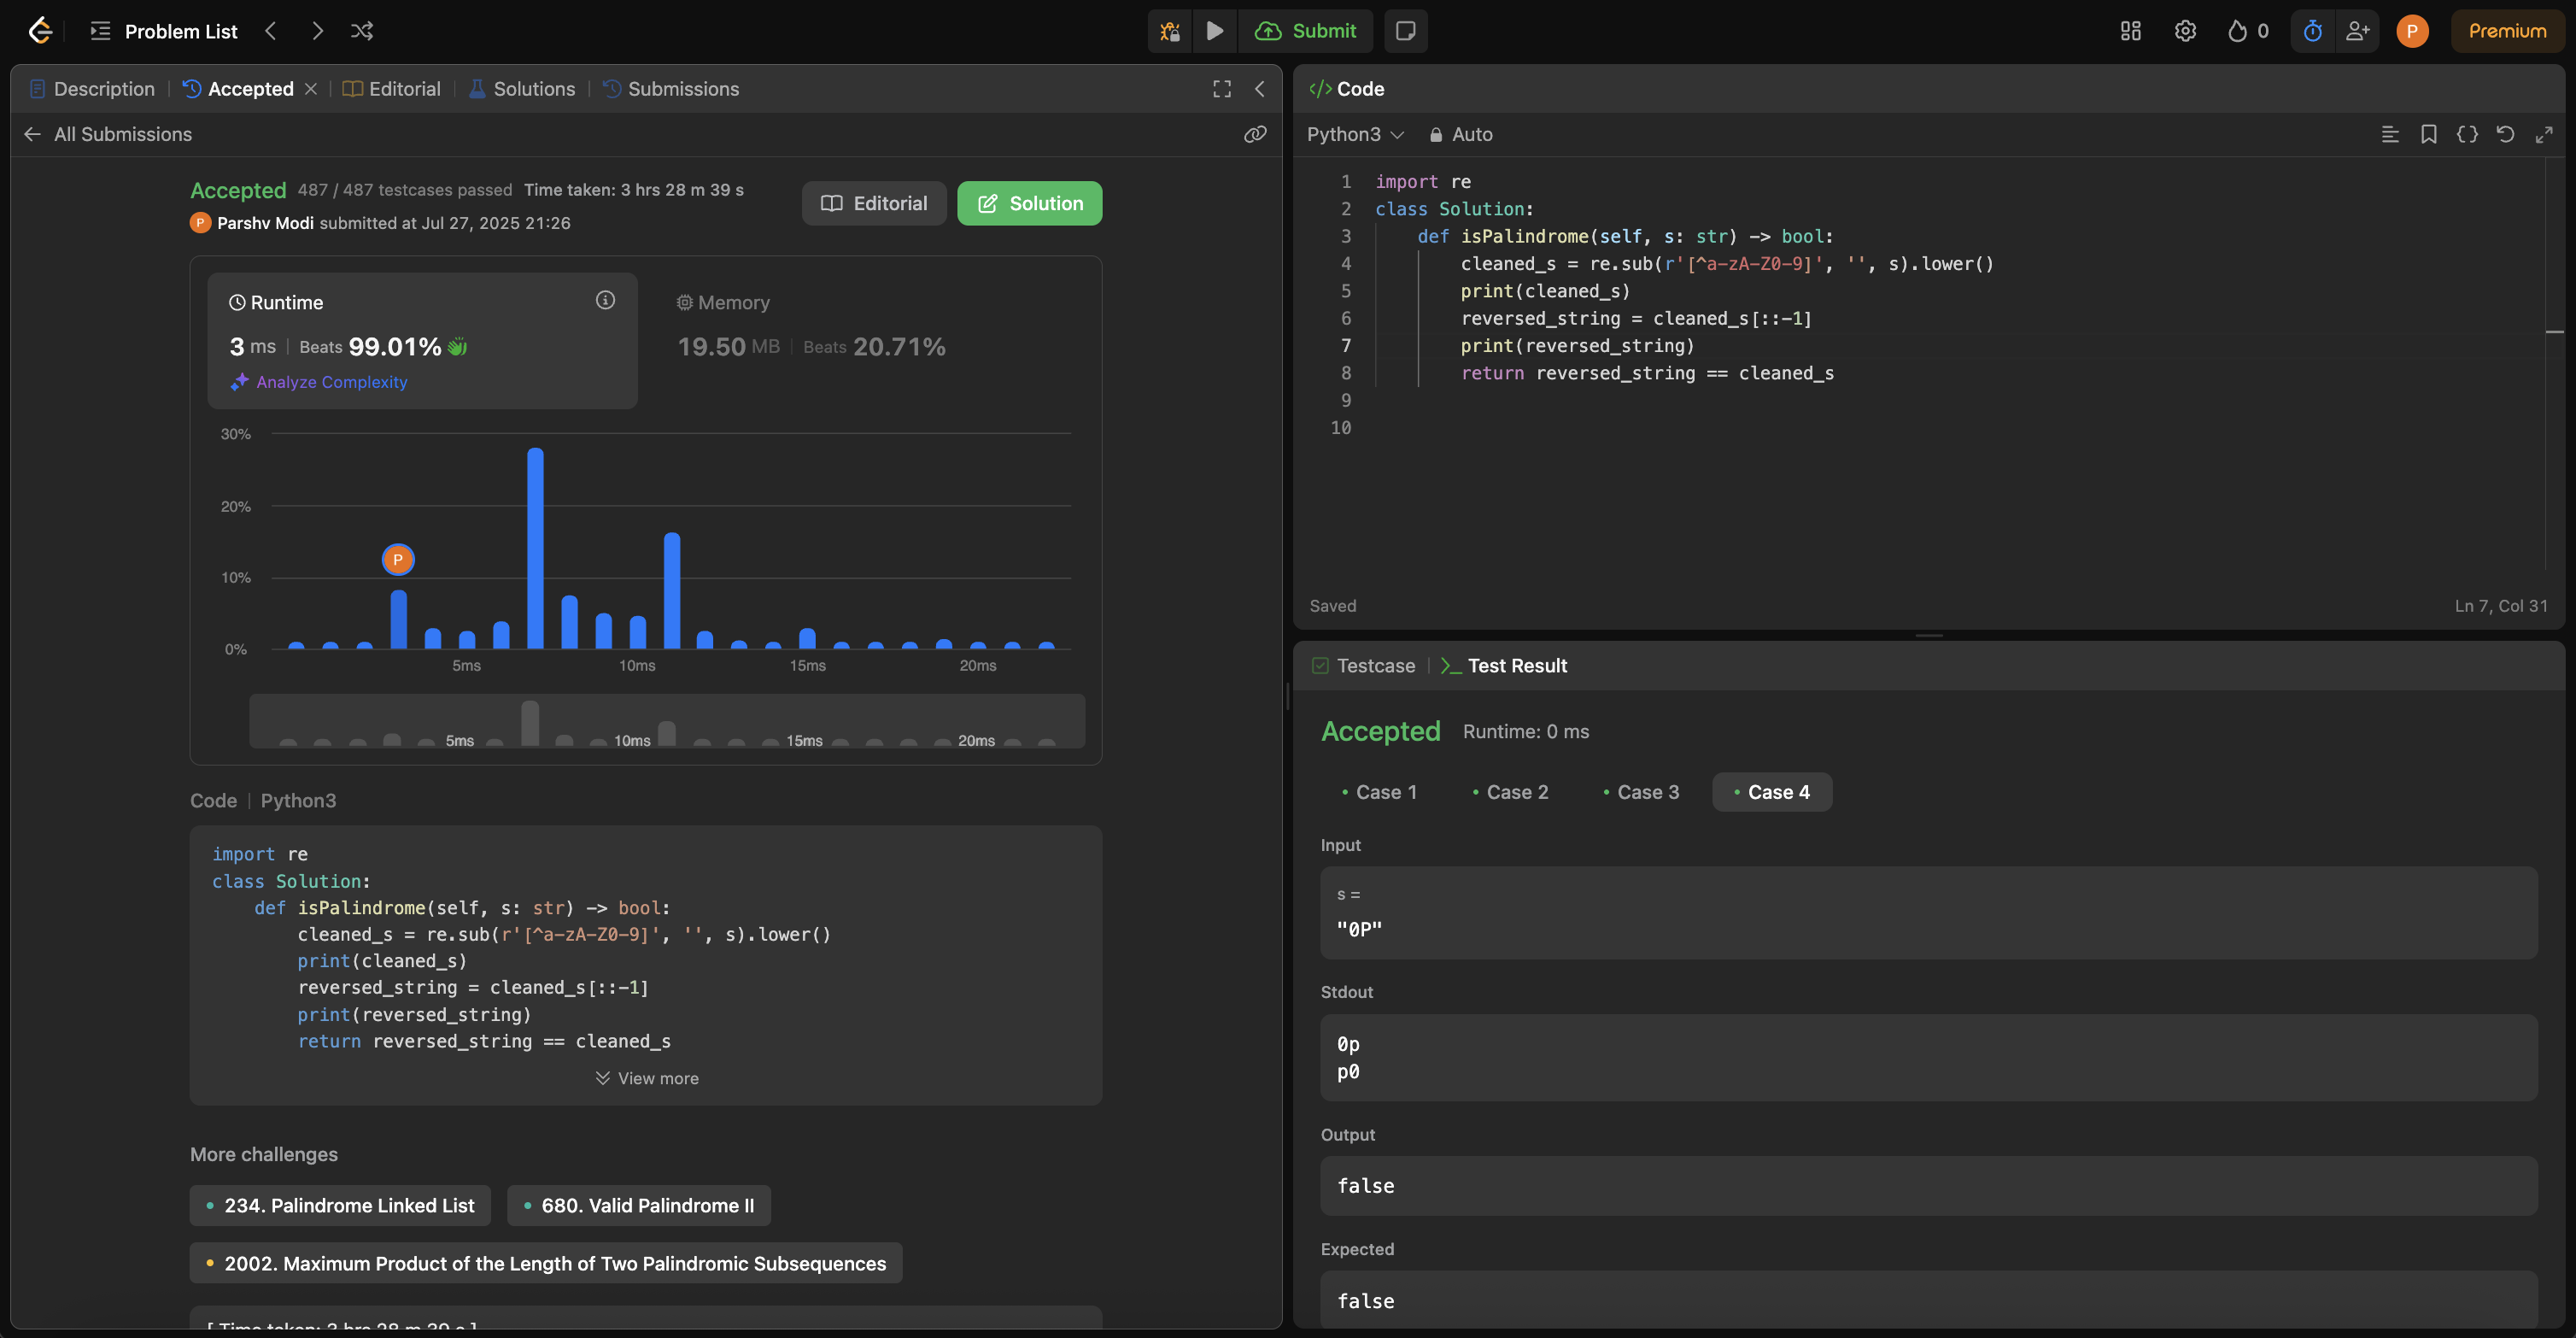 Problem List
Submit
0
P
Premium
Description
Accepted
Editorial
Solutions
Submissions
All Submissions
Accepted 487 / 487 testcases passed Time taken: 3 hrs 28 m 39 s
P Parshv Modi submitted at Jul 27, 2025 21:26
Editorial
Solution
Runtime
3 ms | Beats 99.01%
Analyze Complexity
Memory
19.50 MB | Beats 20.71%
30%
20%
10%
0%
P
5ms
10ms
15ms
20ms
5ms
10ms
15ms
20ms
Code | Python3
import re
class Solution:
    def isPalindrome(self, s: str) -> bool:
        cleaned_s = re.sub(r'[^a-zA-Z0-9]', '', s).lower()
        print(cleaned_s)
        reversed_string = cleaned_s[::-1]
        print(reversed_string)
        return reversed_string == cleaned_s
View more
More challenges
234. Palindrome Linked List
680. Valid Palindrome II
2002. Maximum Product of the Length of Two Palindromic Subsequences
[ Time taken: 3 hrs 28 m 39 s ]
</> Code
Python3
Auto
1 import re
2 class Solution:
3     def isPalindrome(self, s: str) -> bool:
4         cleaned_s = re.sub(r'[^a-zA-Z0-9]', '', s).lower()
5         print(cleaned_s)
6         reversed_string = cleaned_s[::-1]
7         print(reversed_string)
8         return reversed_string == cleaned_s
9
10
Saved
Ln 7, Col 31
Testcase
Test Result
Accepted Runtime: 0 ms
Case 1
Case 2
Case 3
Case 4
Input
s =
"0P"
Stdout
0p
p0
Output
false
Expected
false